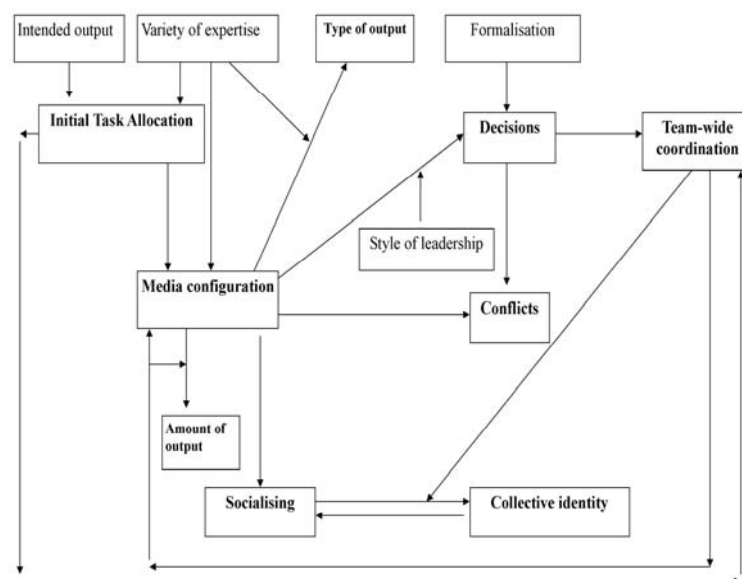 Intended output
Variety of expertise
Type of output
Formalisation
Initial Task Allocation
Decisions
Team-wide
coordination
Style of leadership
Media configuration
Conflicts
Amount of
output
Socialising
Collective identity